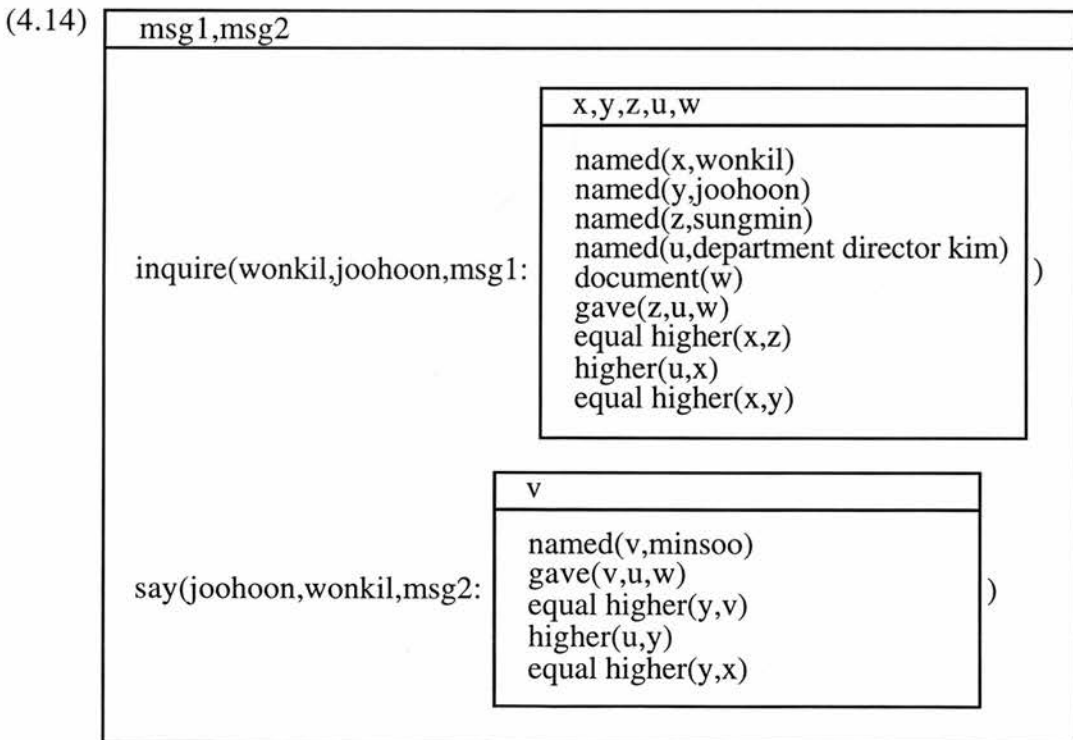 (4.14)
msg1,msg2
x,y,z,u,w
named(x,wonkil)
named(y,joohoon)
named(z,sungmin)
named(u,department director kim)
inquire(wonkil,joohoon,msg1: document(w) )
gave(z,u,w)
equal higher(x,z)
higher(u,x)
equal higher(x,y)
v
named(v,minsoo)
gave(v,u,w)
say(joohoon,wonkil,msg2: equal higher(y,v) )
higher(u,y)
equal higher(y,x)